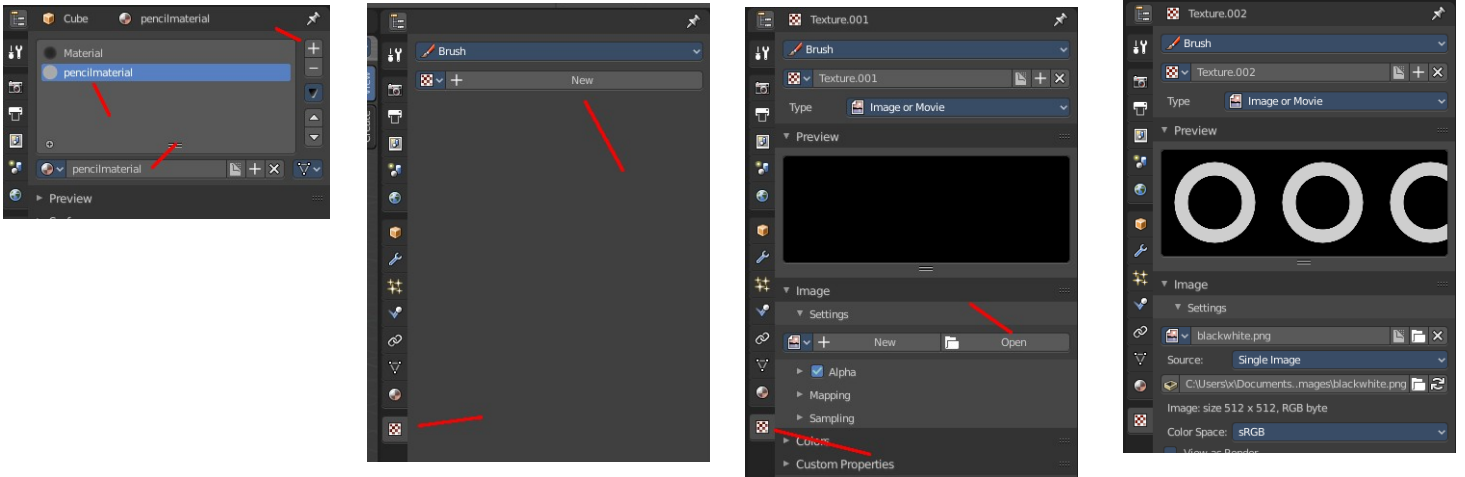 Cube pencilmaterial
Material
pencilmaterial
pencilmaterial
Preview
Brush
New
Texture.001
Brush
Texture.001
Type Image or Movie
Preview
Image
Settings
New Open
Alpha
Mapping
Sampling
Colors
Custom Properties
Texture.002
Brush
Texture.002
Type Image or Movie
Preview
Image
Settings
blackwhite.png
Source: Single Image
C:\Users\x\Documents..mages\blackwhite.png
Image: size 512 x 512, RGB byte
Color Space: sRGB
View as Render